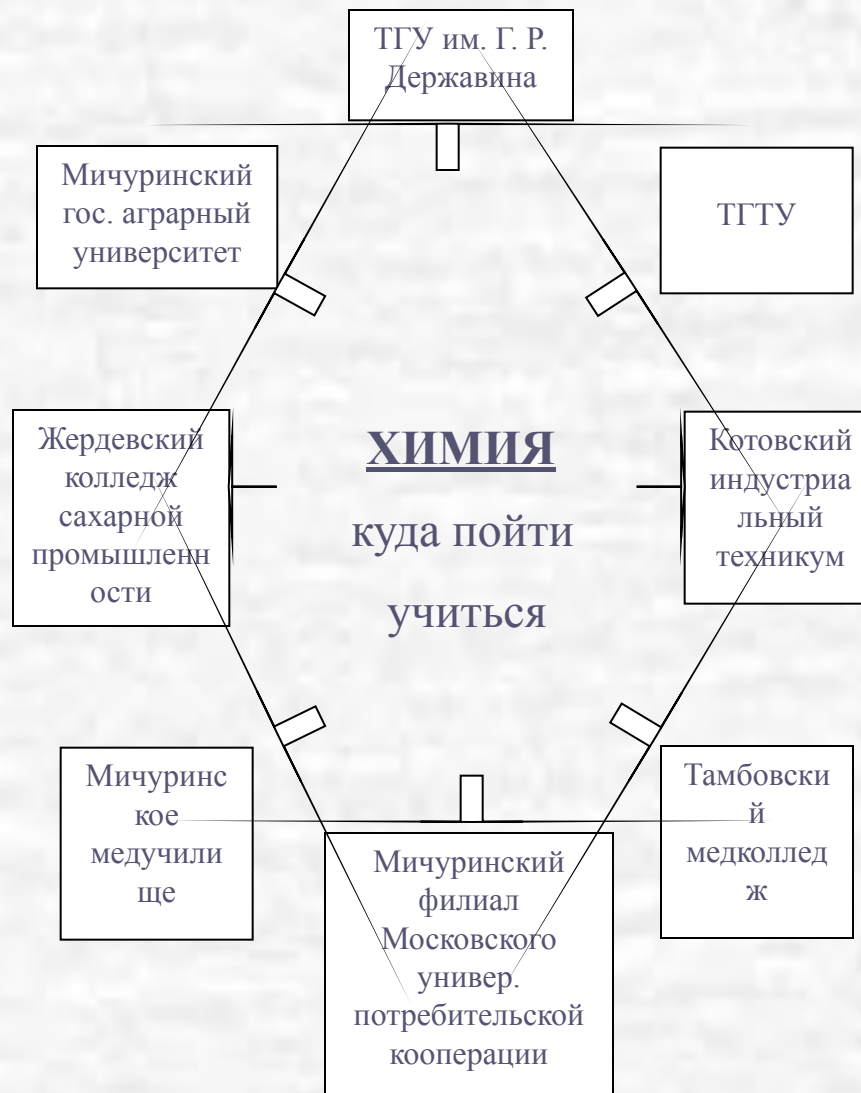 ТГУ им. Г. Р.
Державина
Мичуринский
гос. аграрный
университет
ТГТУ
Жердевский
колледж
сахарной
промышленн
ости
ХИМИЯ
куда пойти
учиться
Котовский
индустриа
льный
техникум
Мичуринс
кое
медучили
ще
Мичуринский
филиал
Московского
универ.
потребительской
кооперации
Тамбовски
й
медколлед
ж